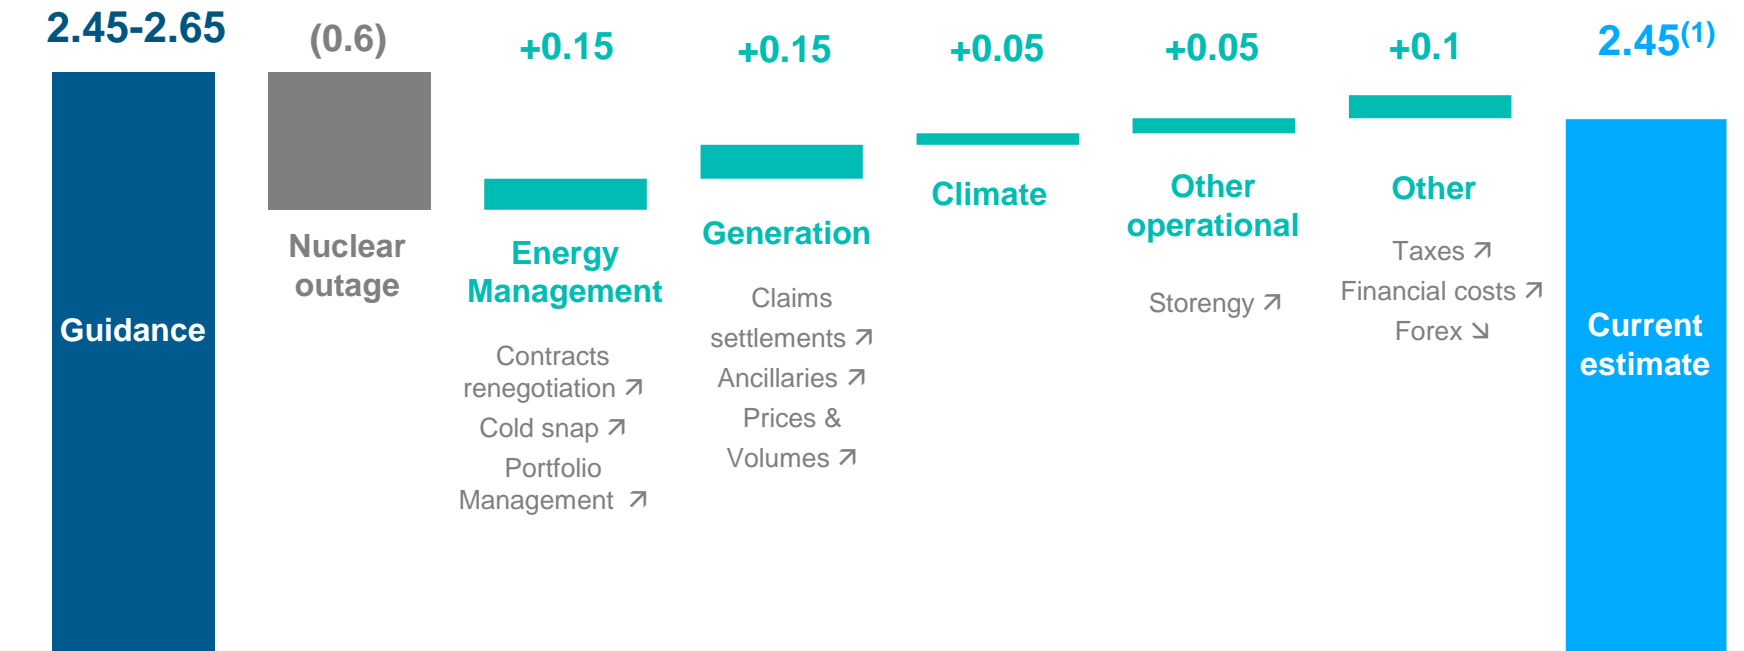 2.45-2.65
(0.6)
+0.15
+0.15
+0.05
+0.05
+0.1
2.45(1)
Guidance
Nuclear
outage
Energy
Management
Contracts
renegotiation ↗
Cold snap ↗
Portfolio
Management ↗
Generation
Claims
settlements ↗
Ancillaries ↗
Prices &
Volumes ↗
Climate
Other
operational
Storengy ↗
Other
Taxes ↗
Financial costs ↗
Forex ↘
Current
estimate